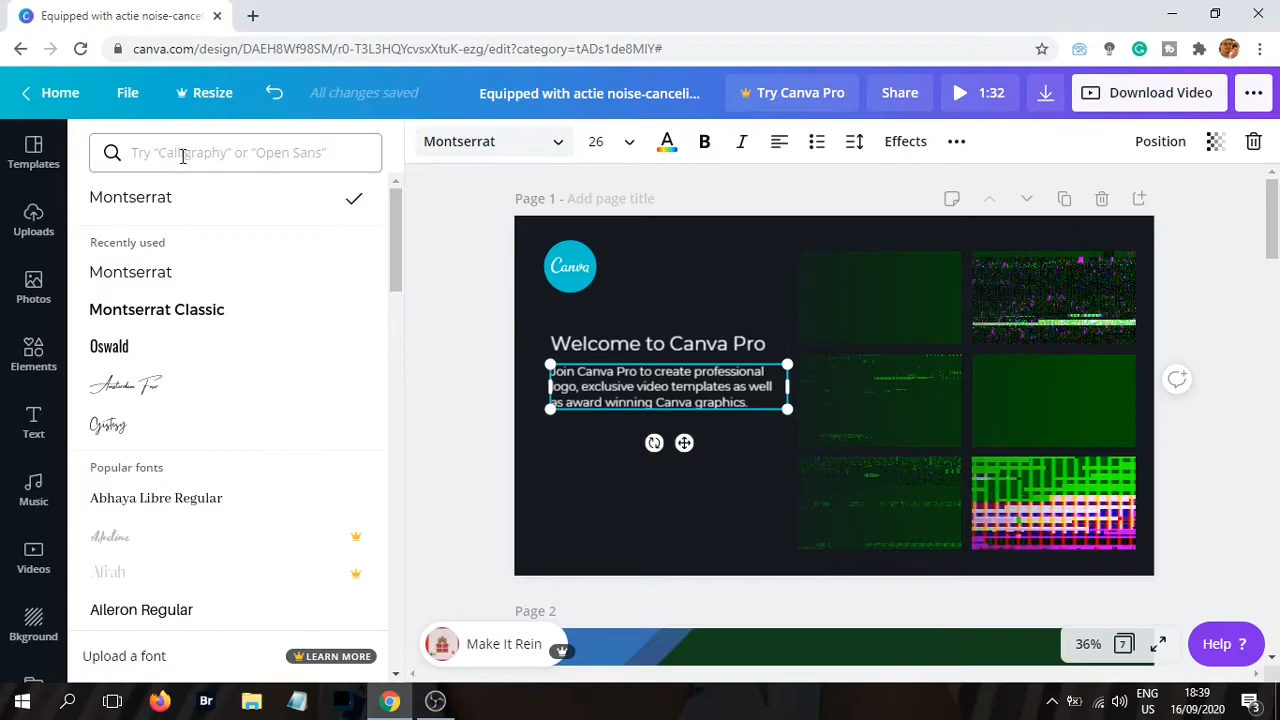 Equipped with actie noise-cancel
canva.com/design/DAEH8Wf98SM/r0-T3L3HQYcvsxXtuK-ezg/edit?category=tADs1de8MIY#
Home
File
Resize
All changes saved
Equipped with actie noise-canceli...
Try Canva Pro
Share
1:32
Download Video
Templates
Uploads
Photos
Elements
Text
Music
Videos
Bkground
Try “Calligraphy” or “Open Sans”
Montserrat
Recently used
Montserrat
Montserrat Classic
Oswald
Popular fonts
Abhaya Libre Regular
Afrah
Aileron Regular
Upload a font
LEARN MORE
Montserrat
26
A
B
I
Effects
Position
Page 1 - Add page title
Canva
Welcome to Canva Pro
Join Canva Pro to create professional
logo, exclusive video templates as well
as award winning Canva graphics.
Page 2
Make It Rein
36%
7
Help ?
Br
ENG
US
18:39
16/09/2020
3